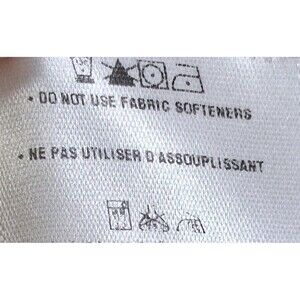 • DO NOT USE FABRIC SOFTENERS
• NE PAS UTILISER D'ASSOUPLISSANT